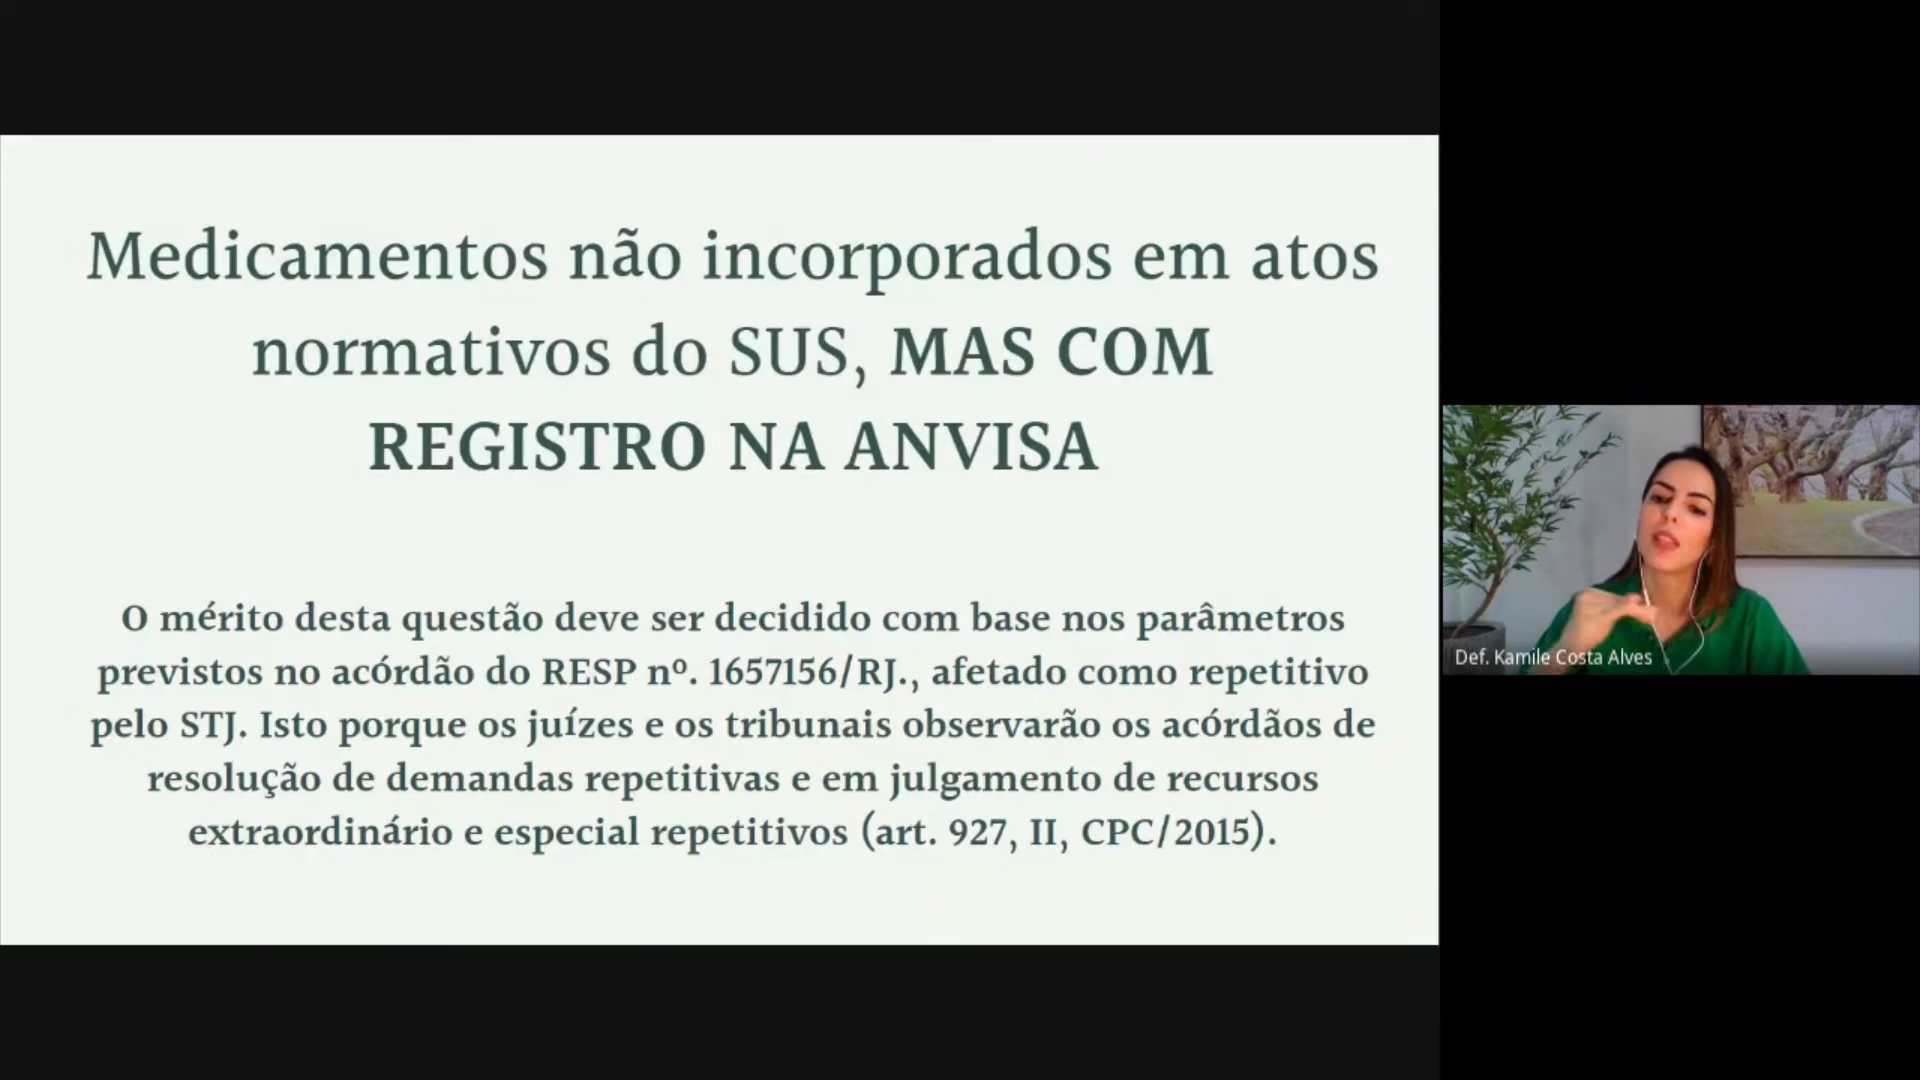 Medicamentos não incorporados em atos
normativos do SUS, MAS COM
REGISTRO NA ANVISA
O mérito desta questão deve ser decidido com base nos parâmetros
previstos no acórdão do RESP nº. 1657156/RJ., afetado como repetitivo
pelo STJ. Isto porque os juízes e os tribunais observarão os acórdãos de
resolução de demandas repetitivas e em julgamento de recursos
extraordinário e especial repetitivos (art. 927, II, CPC/2015).
Def. Kamile Costa Alves